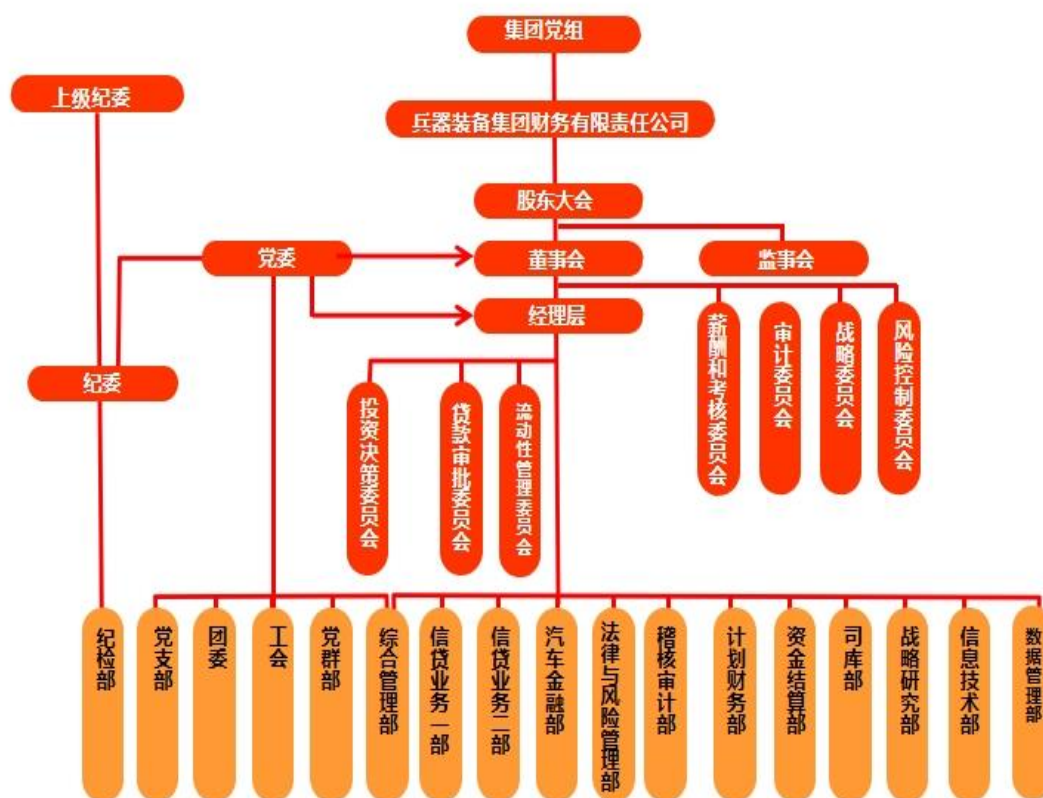 集团党组
上级纪委
兵器装备集团财务有限责任公司
股东大会
党委
董事会
监事会
经理层
纪委
薪酬和考核委员会
审计委员会
战略委员会
风险控制委员会
投资决策委员会
贷款审批委员会
流动性管理委员会
纪检部
党支部
团委
工会
党群部
综合管理部
信贷业务一部
信贷业务二部
汽车金融部
法律与风险管理部
稽核审计部
计划财务部
资金结算部
司库部
战略研究部
信息技术部
数据管理部